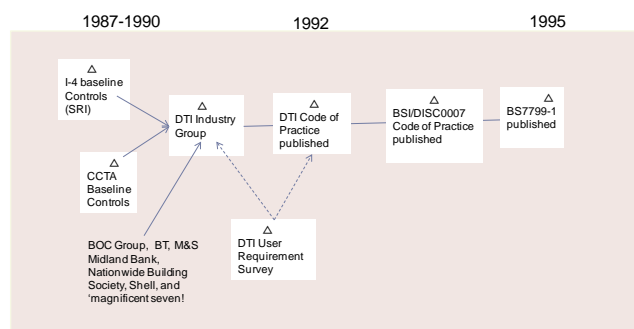 1987-1990
1992
1995
I-4 baseline
Controls
(SRI)
DTI Industry
Group
DTI Code of
Practice
published
BSI/DISC0007
Code of Practice
published
BS7799-1
published
CCTA
Baseline
Controls
BOC Group, BT, M&S
Midland Bank,
Nationwide Building
Society, Shell, and
'magnificent seven!
DTI User
Requirement
Survey